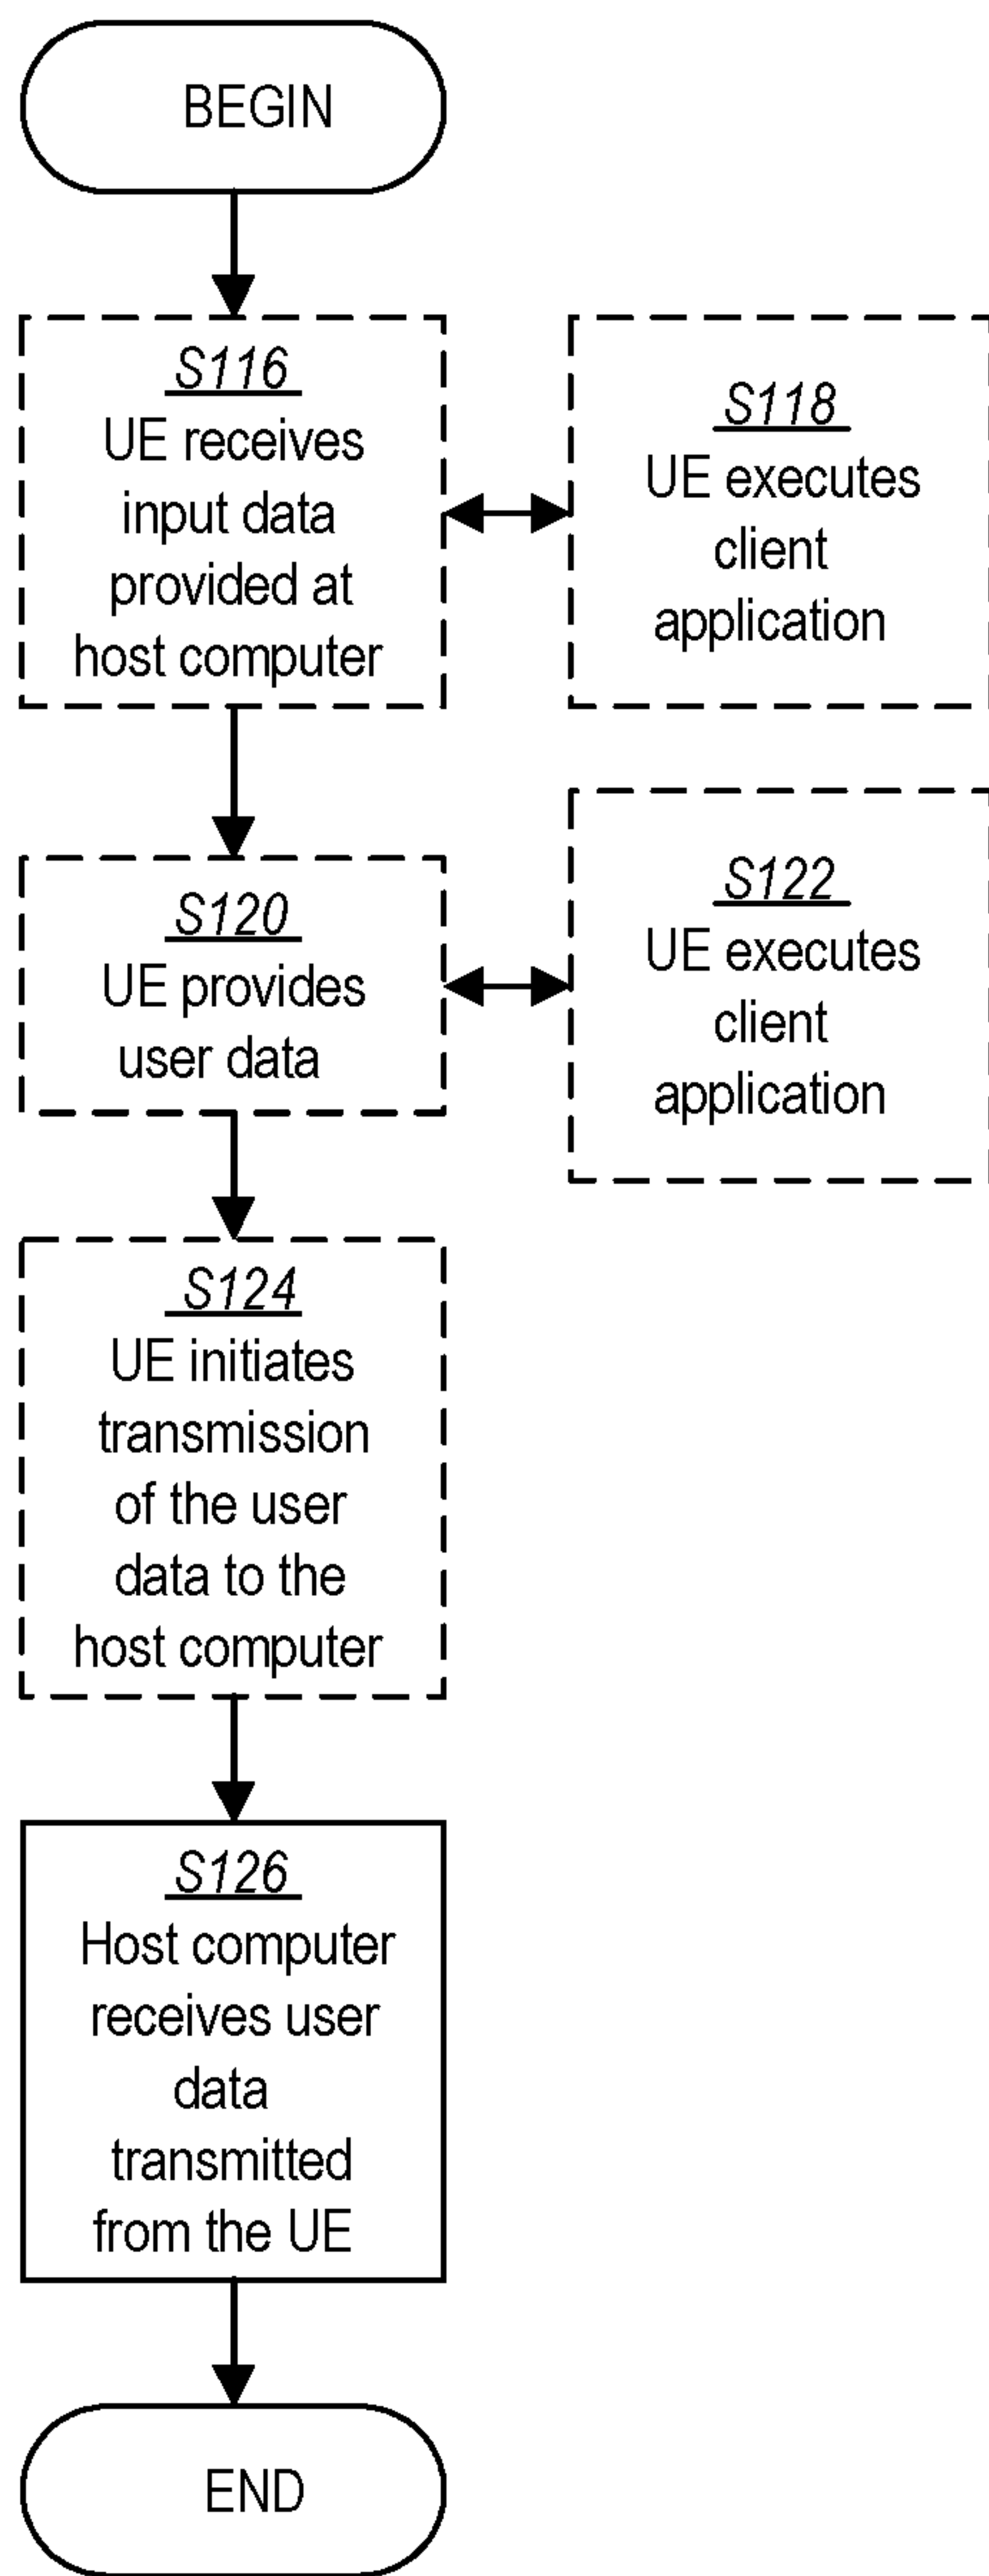 BEGIN
S116
UE receives
input data
provided at
host computer
S118
UE executes
client
application
S120
UE provides
user data
S122
UE executes
client
application
S124
UE initiates
transmission
of the user
data to the
host computer
S126
Host computer
receives user
data
transmitted
from the UE
END